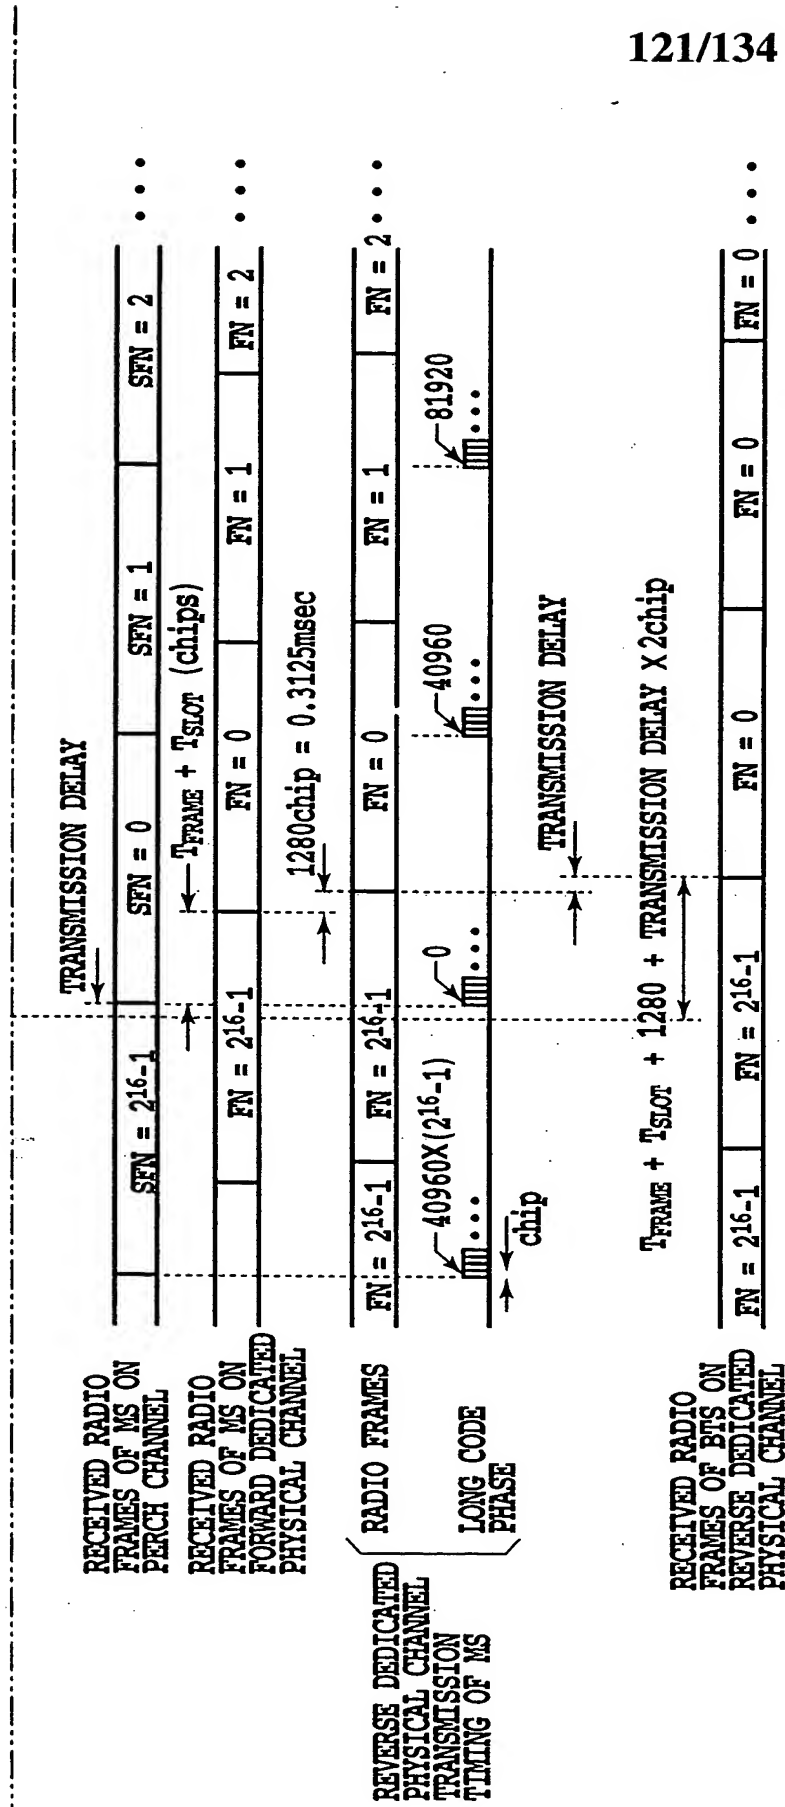 121/134
TRANSMISSION DELAY
RECEIVED RADIO
FRAMES OF MS ON
PERCH CHANNEL
SFN = 2^16-1
SFN = 0
SFN = 1
SFN = 2
• • •
T_FRAME + T_SLOT (chips)
RECEIVED RADIO
FRAMES OF MS ON
FORWARD DEDICATED
PHYSICAL CHANNEL
FN = 2^16-1
FN = 0
FN = 1
FN = 2
• • •
1280chip = 0.3125msec
REVERSE DEDICATED
PHYSICAL CHANNEL
TRANSMISSION
TIMING OF MS
RADIO FRAMES
FN = 2^16-1
FN = 2^16-1
FN = 0
FN = 1
FN = 2
• • •
LONG CODE
PHASE
40960X(2^16-1)
0
40960
81920
chip
TRANSMISSION DELAY
T_FRAME + T_SLOT + 1280 + TRANSMISSION DELAY X2chip
RECEIVED RADIO
FRAMES OF BTS ON
REVERSE DEDICATED
PHYSICAL CHANNEL
FN = 2^16-1
FN = 2^16-1
FN = 0
FN = 0
FN = 0
• • •